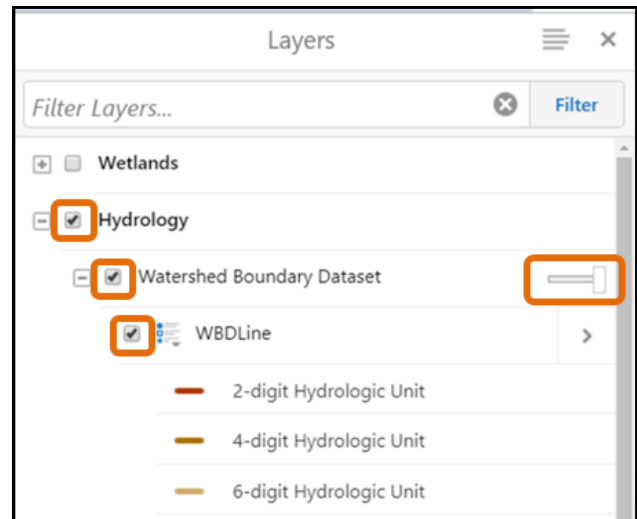 Layers
Filter Layers...
Filter
Wetlands
Hydrology
Watershed Boundary Dataset
WBDLine
2-digit Hydrologic Unit
4-digit Hydrologic Unit
6-digit Hydrologic Unit